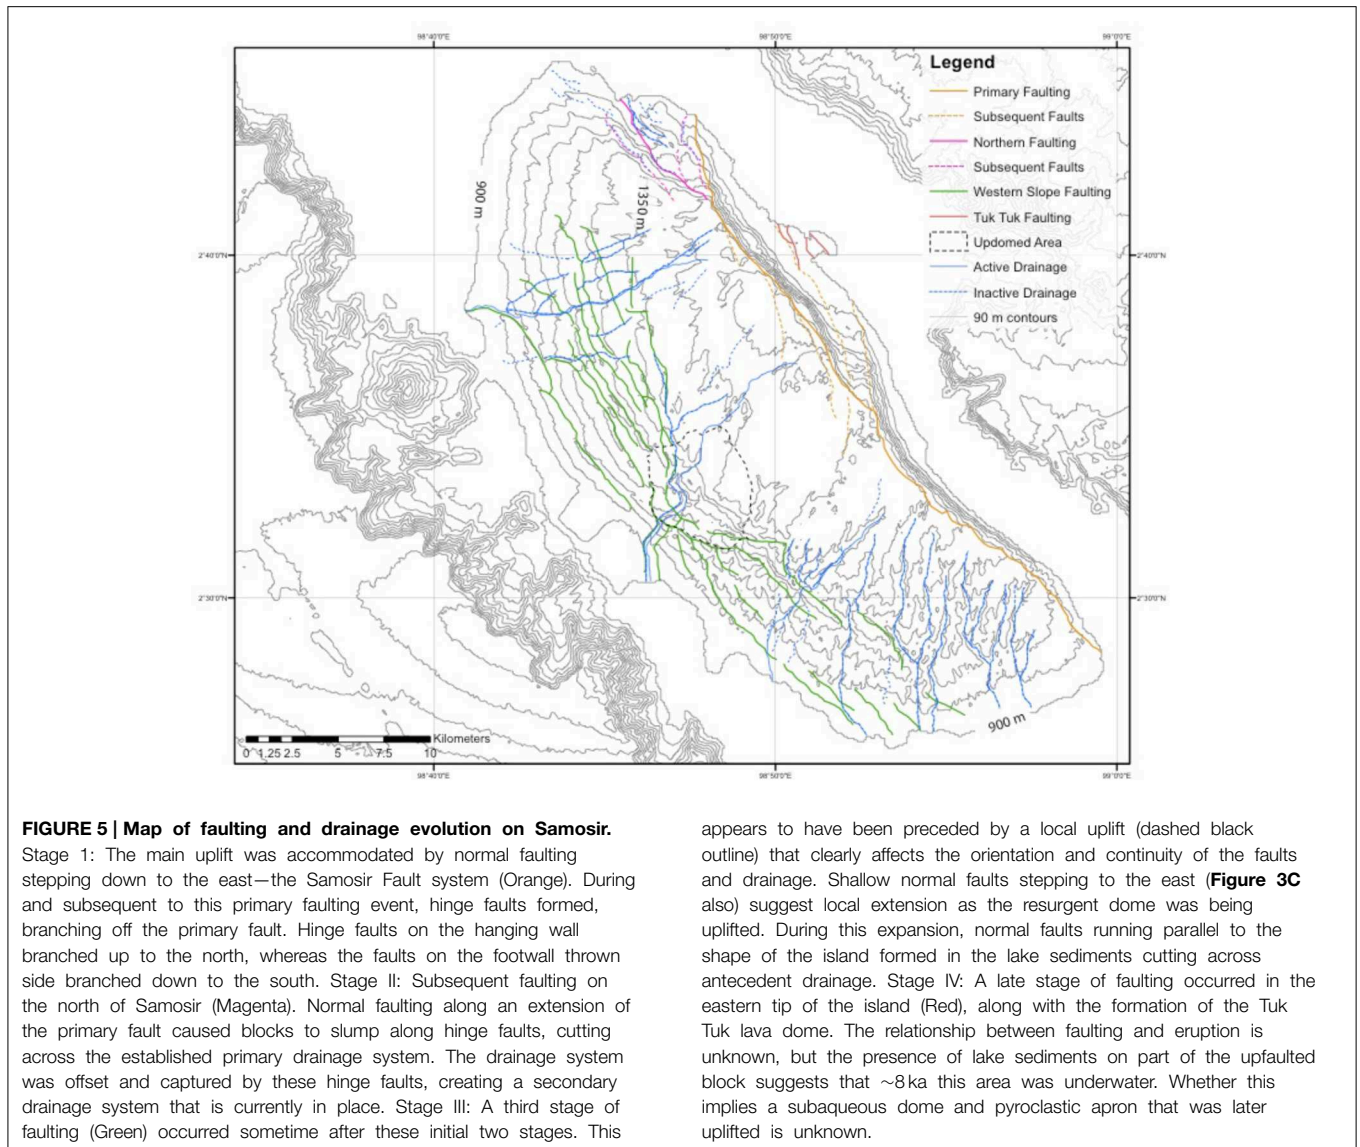 98°40'0"E
98°50'0"E
99°0'0"E
Legend
Primary Faulting
Subsequent Faults
Northern Faulting
Subsequent Faults
Western Slope Faulting
Tuk Tuk Faulting
Updomed Area
Active Drainage
Inactive Drainage
90 m contours
900 m
1350 m
2°40'0"N
2°40'0"N
2°30'0"N
2°30'0"N
900 m
Kilometers
0 1.25 2.5 5 7.5 10
98°40'0"E
98°50'0"E
99°0'0"E
FIGURE 5 | Map of faulting and drainage evolution on Samosir.
Stage 1: The main uplift was accommodated by normal faulting
stepping down to the east—the Samosir Fault system (Orange). During
and subsequent to this primary faulting event, hinge faults formed,
branching off the primary fault. Hinge faults on the hanging wall
branched up to the north, whereas the faults on the footwall thrown
side branched down to the south. Stage II: Subsequent faulting on
the north of Samosir (Magenta). Normal faulting along an extension of
the primary fault caused blocks to slump along hinge faults, cutting
across the established primary drainage system. The drainage system
was offset and captured by these hinge faults, creating a secondary
drainage system that is currently in place. Stage III: A third stage of
faulting (Green) occurred sometime after these initial two stages. This
appears to have been preceded by a local uplift (dashed black
outline) that clearly affects the orientation and continuity of the faults
and drainage. Shallow normal faults stepping to the east (Figure 3C
also) suggest local extension as the resurgent dome was being
uplifted. During this expansion, normal faults running parallel to the
shape of the island formed in the lake sediments cutting across
antecedent drainage. Stage IV: A late stage of faulting occurred in the
eastern tip of the island (Red), along with the formation of the Tuk
Tuk lava dome. The relationship between faulting and eruption is
unknown, but the presence of lake sediments on part of the upfaulted
block suggests that ∼8 ka this area was underwater. Whether this
implies a subaqueous dome and pyroclastic apron that was later
uplifted is unknown.